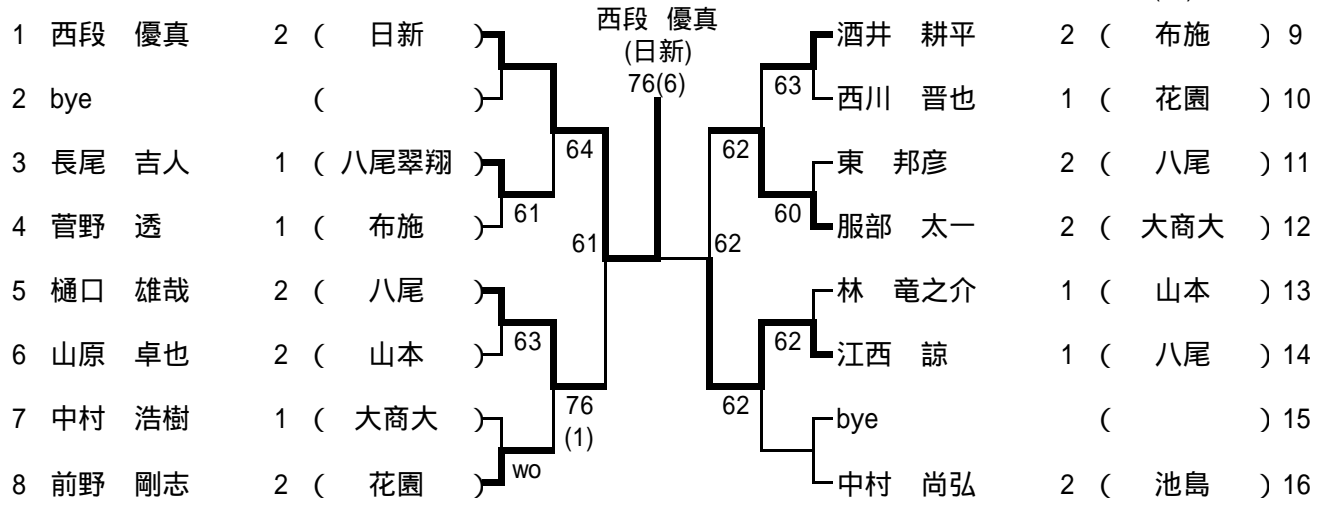 西段 優真
(日新)
76(6)
1 西段 優真 2 ( 日新 )
2 bye ( )
3 長尾 吉人 1 ( 八尾翠翔 )
4 菅野 透 1 ( 布施 )
5 樋口 雄哉 2 ( 八尾 )
6 山原 卓也 2 ( 山本 )
7 中村 浩樹 1 ( 大商大 )
8 前野 剛志 2 ( 花園 )
64
61
61
63
76
(1)
wo
酒井 耕平 2 ( 布施 ) 9
西川 晋也 1 ( 花園 ) 10
東 邦彦 2 ( 八尾 ) 11
服部 太一 2 ( 大商大 ) 12
林 竜之介 1 ( 山本 ) 13
江西 諒 1 ( 八尾 ) 14
bye ( ) 15
中村 尚弘 2 ( 池島 ) 16
63
62
60
62
62
62